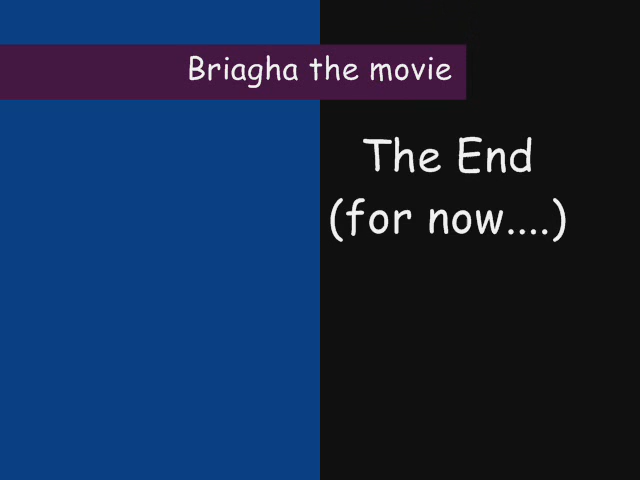 Briagha the movie
The End
(for now....)